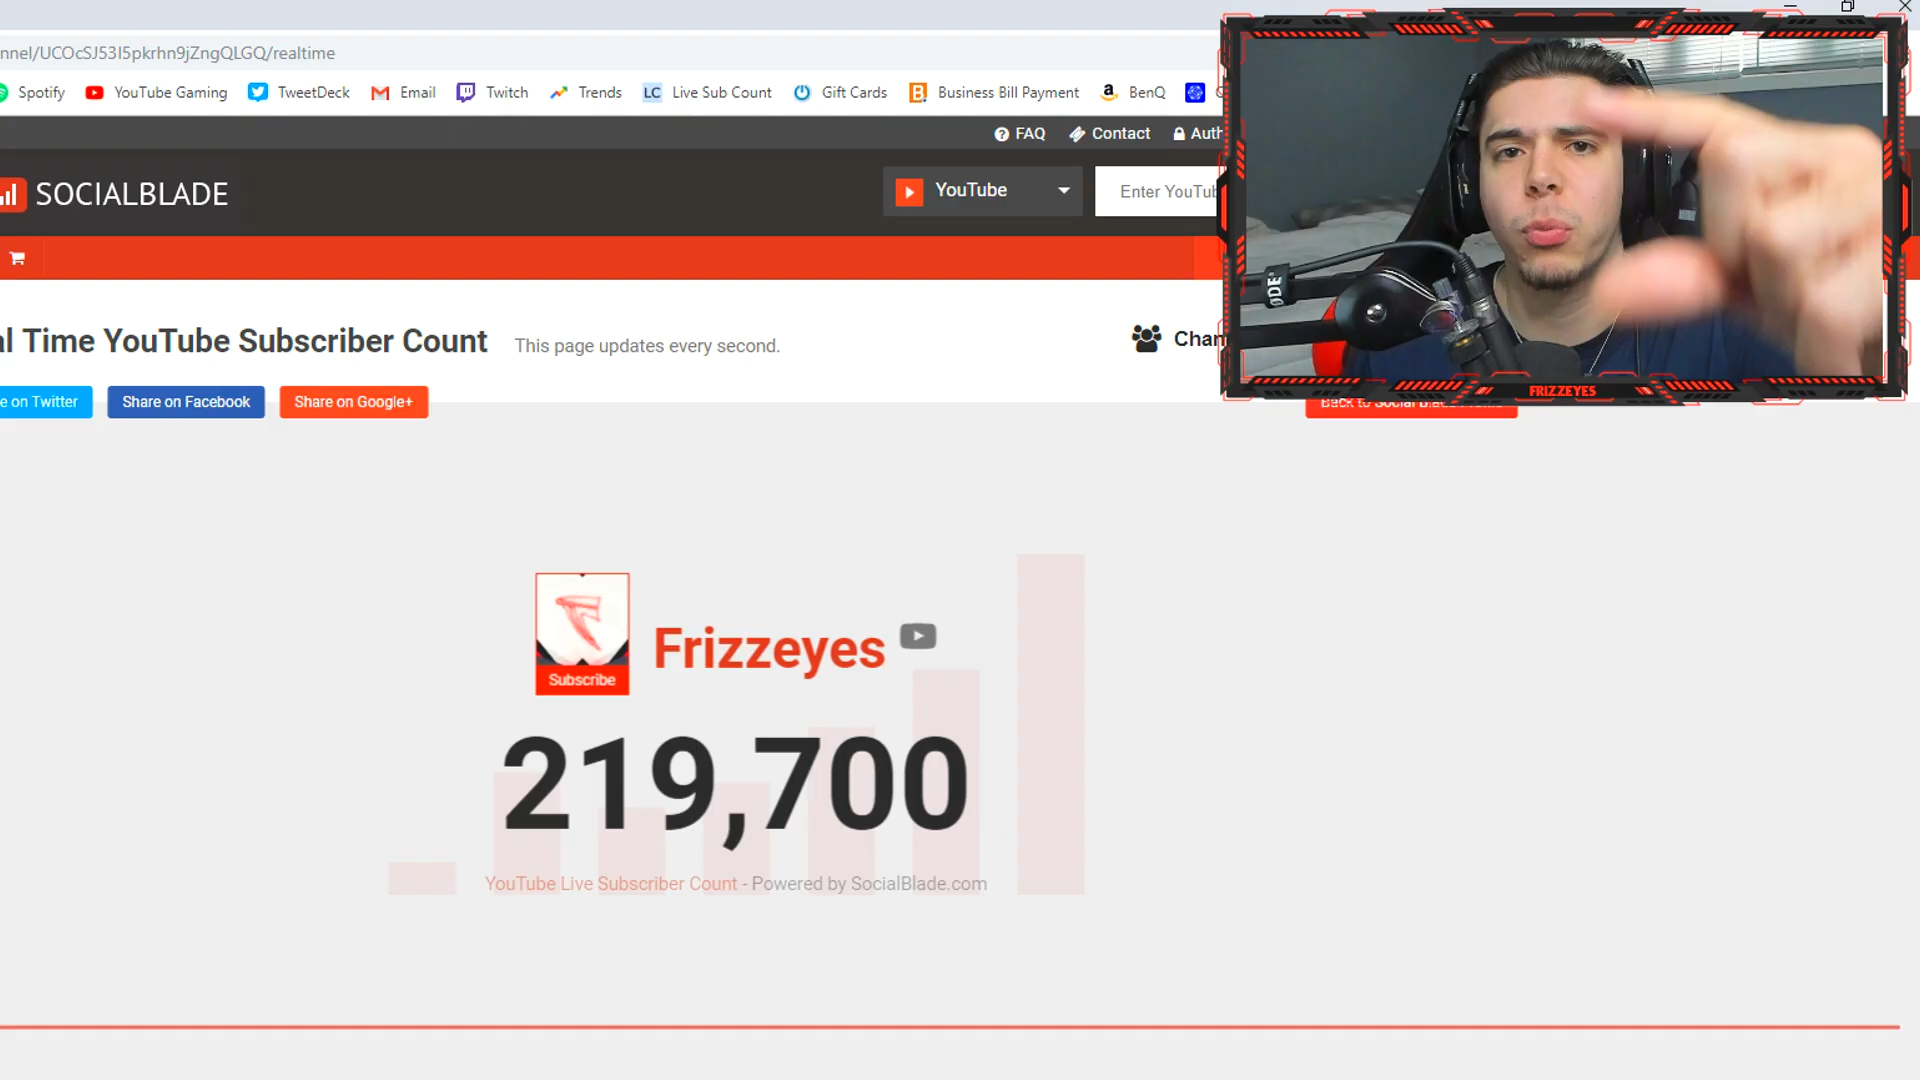 nnel/UCOcSJ53I5pkrhn9jZngQLGQ/realtime
Spotify YouTube Gaming TweetDeck Email Twitch Trends LC Live Sub Count Gift Cards Business Bill Payment BenQ
FAQ Contact Auth
SOCIALBLADE YouTube Enter YouTub
al Time YouTube Subscriber Count This page updates every second. Chan
e on Twitter Share on Facebook Share on Google+
ØDE
FRIZZEYES
Subscribe
Frizzeyes
219,700
YouTube Live Subscriber Count - Powered by SocialBlade.com